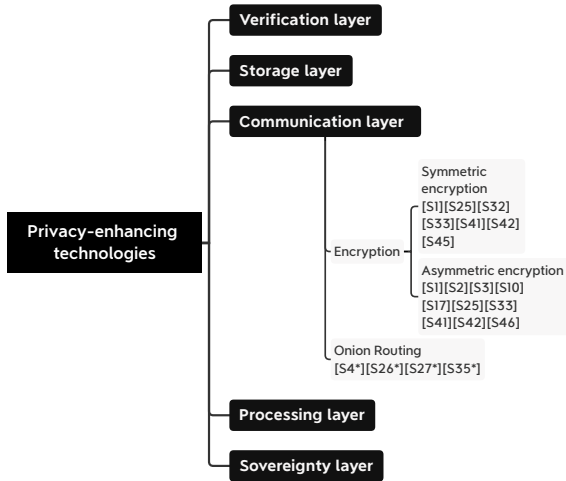 Verification layer
Storage layer
Communication layer
Symmetric
encryption
[S1][S25][S32]
[S33][S41][S42]
[S45]
Privacy-enhancing
technologies
Encryption
Asymmetric encryption
[S1][S2][S3][S10]
[S17][S25][S33]
[S41][S42][S46]
Onion Routing
[S4*][S26*][S27*][S35*]
Processing layer
Sovereignty layer